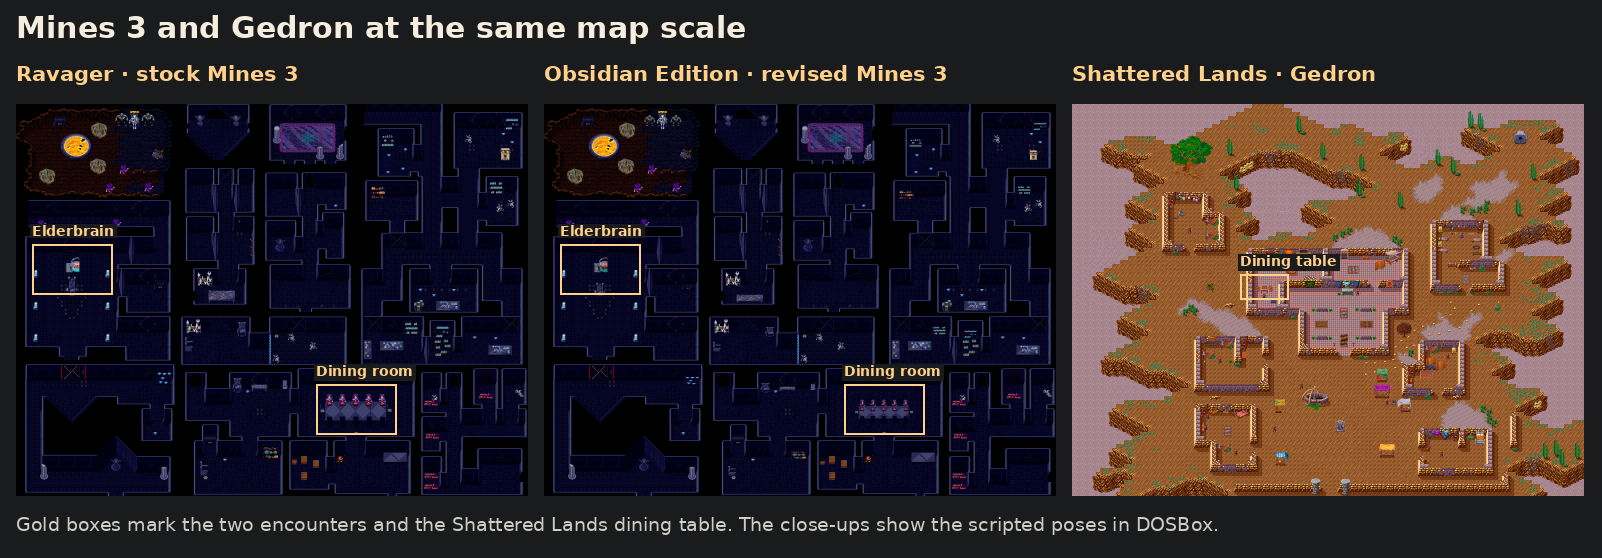 Mines 3 and Gedron at the same map scale
Ravager · stock Mines 3
Obsidian Edition · revised Mines 3
Shattered Lands · Gedron
Elderbrain
Elderbrain
Dining table
Dining room
Dining room
Gold boxes mark the two encounters and the Shattered Lands dining table. The close-ups show the scripted poses in DOSBox.